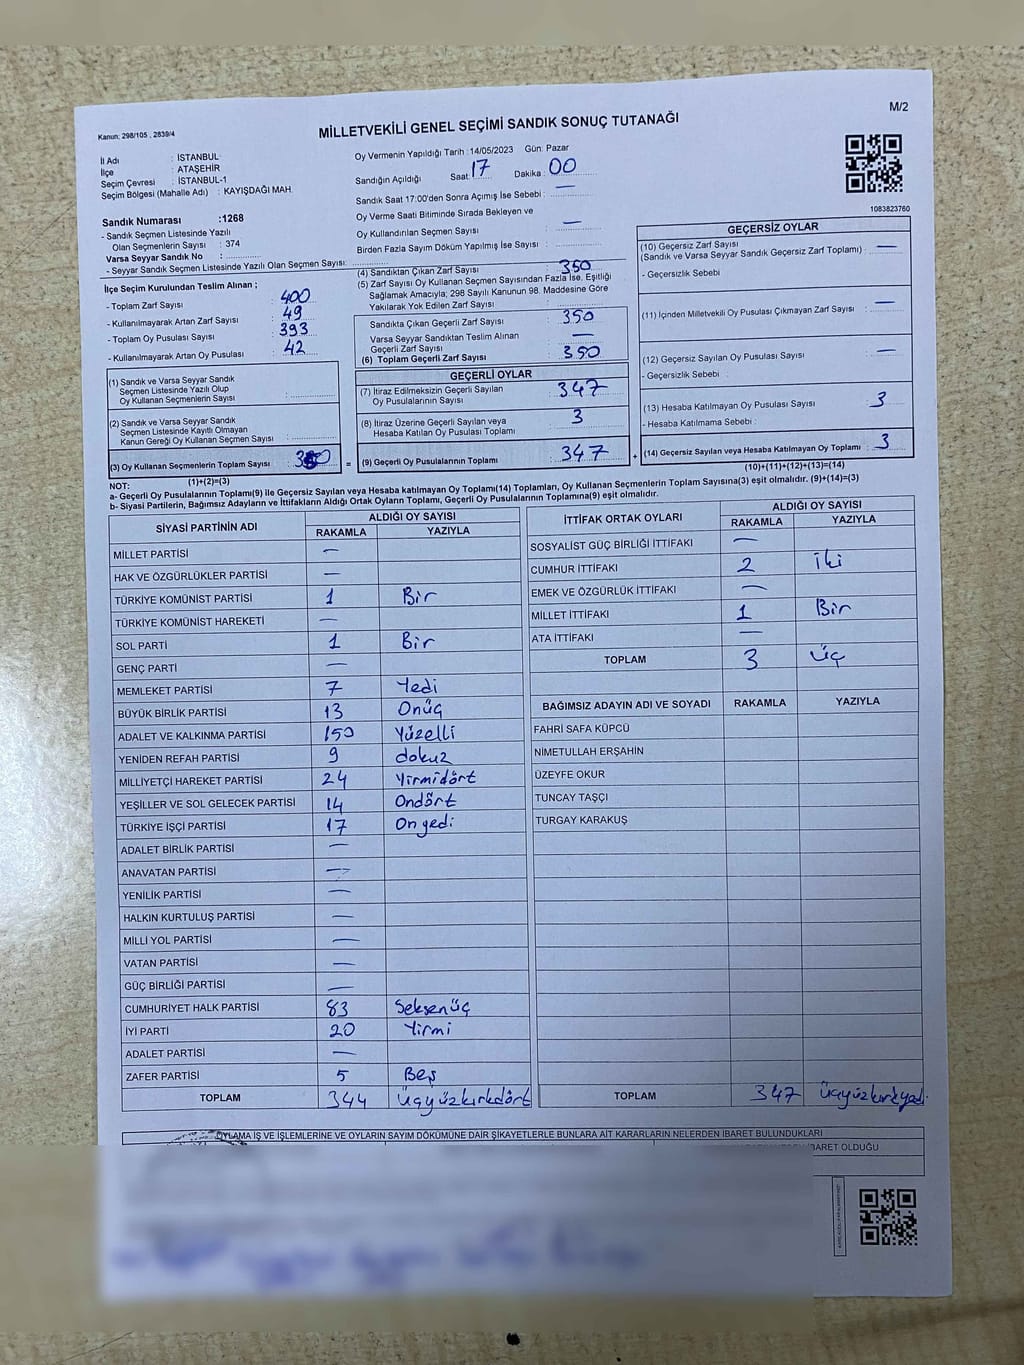 M/2
Kanun: 298/105 , 2839/4
MİLLETVEKİLİ GENEL SEÇİMİ SANDIK SONUÇ TUTANAĞI
İl Adı : İSTANBUL
İlçe : ATAŞEHİR
Seçim Çevresi : İSTANBUL-1
Seçim Bölgesi (Mahalle Adı) : KAYIŞDAĞI MAH.
Sandık Numarası :1268
- Sandık Seçmen Listesinde Yazılı
Olan Seçmenlerin Sayısı : 374
Varsa Seyyar Sandık No :
- Seyyar Sandık Seçmen Listesinde Yazılı Olan Seçmen Sayısı:
Oy Vermenin Yapıldığı Tarih :14/05/2023 Gün: Pazar
Sandığın Açıldığı Saat: 17 Dakika: 00
Sandık Saat 17:00'den Sonra Açımış İse Sebebi : —
Oy Verme Saati Bitiminde Sırada Bekleyen ve
Oy Kullandırılan Seçmen Sayısı : —
Birden Fazla Sayım Döküm Yapılmış İse Sayısı :
1083823760
İlçe Seçim Kurulundan Teslim Alınan ;
- Toplam Zarf Sayısı : 400
- Kullanılmayarak Artan Zarf Sayısı : 49
- Toplam Oy Pusulası Sayısı : 393
- Kullanılmayarak Artan Oy Pusulası : 42
(1) Sandık ve Varsa Seyyar Sandık
Seçmen Listesinde Yazılı Olup
Oy Kullanan Seçmenlerin Sayısı :
(2) Sandık ve Varsa Seyyar Sandık
Seçmen Listesinde Kayıtlı Olmayan
Kanun Gereği Oy Kullanan Seçmen Sayısı :
(3) Oy Kullanan Seçmenlerin Toplam Sayısı : 350
(1)+(2)=(3)
(4) Sandıktan Çıkan Zarf Sayısı : 350
(5) Zarf Sayısı Oy Kullanan Seçmen Sayısından Fazla İse, Eşitliği
Sağlamak Amacıyla; 298 Sayılı Kanunun 98. Maddesine Göre
Yakılarak Yok Edilen Zarf Sayısı :
Sandıkta Çıkan Geçerli Zarf Sayısı : 350
Varsa Seyyar Sandıktan Teslim Alınan
Geçerli Zarf Sayısı : —
(6) Toplam Geçerli Zarf Sayısı : 350
GEÇERLİ OYLAR
(7) İtiraz Edilmeksizin Geçerli Sayılan
Oy Pusulalarının Sayısı : 347
(8) İtiraz Üzerine Geçerli Sayılan veya
Hesaba Katılan Oy Pusulası Toplamı : 3
= (9) Geçerli Oy Pusulalarının Toplamı : 347
GEÇERSİZ OYLAR
(10) Geçersiz Zarf Sayısı
(Sandık ve Varsa Seyyar Sandık Geçersiz Zarf Toplamı) : —
- Geçersizlik Sebebi
(11) İçinden Milletvekili Oy Pusulası Çıkmayan Zarf Sayısı : —
(12) Geçersiz Sayılan Oy Pusulası Sayısı : —
- Geçersizlik Sebebi :
(13) Hesaba Katılmayan Oy Pusulası Sayısı : 3
- Hesaba Katılmama Sebebi :
+ (14) Geçersiz Sayılan veya Hesaba Katılmayan Oy Toplamı : 3
(10)+(11)+(12)+(13)=(14)
NOT:
a- Geçerli Oy Pusulalarının Toplamı(9) ile Geçersiz Sayılan veya Hesaba katılmayan Oy Toplamı(14) Toplamları, Oy Kullanan Seçmenlerin Toplam Sayısına(3) eşit olmalıdır. (9)+(14)=(3)
b- Siyasi Partilerin, Bağımsız Adayların ve İttifakların Aldığı Ortak Oyların Toplamı, Geçerli Oy Pusulalarının Toplamına(9) eşit olmalıdır.
SİYASİ PARTİNİN ADI ALDIĞI OY SAYISI
RAKAMLA YAZIYLA
MİLLET PARTİSİ —
HAK VE ÖZGÜRLÜKLER PARTİSİ —
TÜRKİYE KOMÜNİST PARTİSİ 1 Bir
TÜRKİYE KOMÜNİST HAREKETİ —
SOL PARTİ 1 Bir
GENÇ PARTİ —
MEMLEKET PARTİSİ 7 Yedi
BÜYÜK BİRLİK PARTİSİ 13 Onüç
ADALET VE KALKINMA PARTİSİ 150 Yüzelli
YENİDEN REFAH PARTİSİ 9 dokuz
MİLLİYETÇİ HAREKET PARTİSİ 24 Yirmidört
YEŞİLLER VE SOL GELECEK PARTİSİ 14 Ondört
TÜRKİYE İŞÇİ PARTİSİ 17 Onyedi
ADALET BİRLİK PARTİSİ —
ANAVATAN PARTİSİ —
YENİLİK PARTİSİ —
HALKIN KURTULUŞ PARTİSİ —
MİLLİ YOL PARTİSİ —
VATAN PARTİSİ —
GÜÇ BİRLİĞİ PARTİSİ —
CUMHURİYET HALK PARTİSİ 83 Seksenüç
İYİ PARTİ 20 Yirmi
ADALET PARTİSİ —
ZAFER PARTİSİ 5 Beş
TOPLAM 344 Üçyüzkırkdört
İTTİFAK ORTAK OYLARI ALDIĞI OY SAYISI
RAKAMLA YAZIYLA
SOSYALİST GÜÇ BİRLİĞİ İTTİFAKI —
CUMHUR İTTİFAKI 2 İki
EMEK VE ÖZGÜRLÜK İTTİFAKI —
MİLLET İTTİFAKI 1 Bir
ATA İTTİFAKI —
TOPLAM 3 Üç
BAĞIMSIZ ADAYIN ADI VE SOYADI RAKAMLA YAZIYLA
FAHRİ SAFA KÜPCÜ
NİMETULLAH ERŞAHİN
ÜZEYFE OKUR
TUNCAY TAŞÇI
TURGAY KARAKUŞ
TOPLAM 347 Üçyüzkırkyedi
OYLAMA İŞ VE İŞLEMLERİNE VE OYLARIN SAYIM DÖKÜMÜNE DAİR ŞİKAYETLERLE BUNLARA AİT KARARLARIN NELERDEN İBARET BULUNDUKLARI
İBARET OLDUĞU